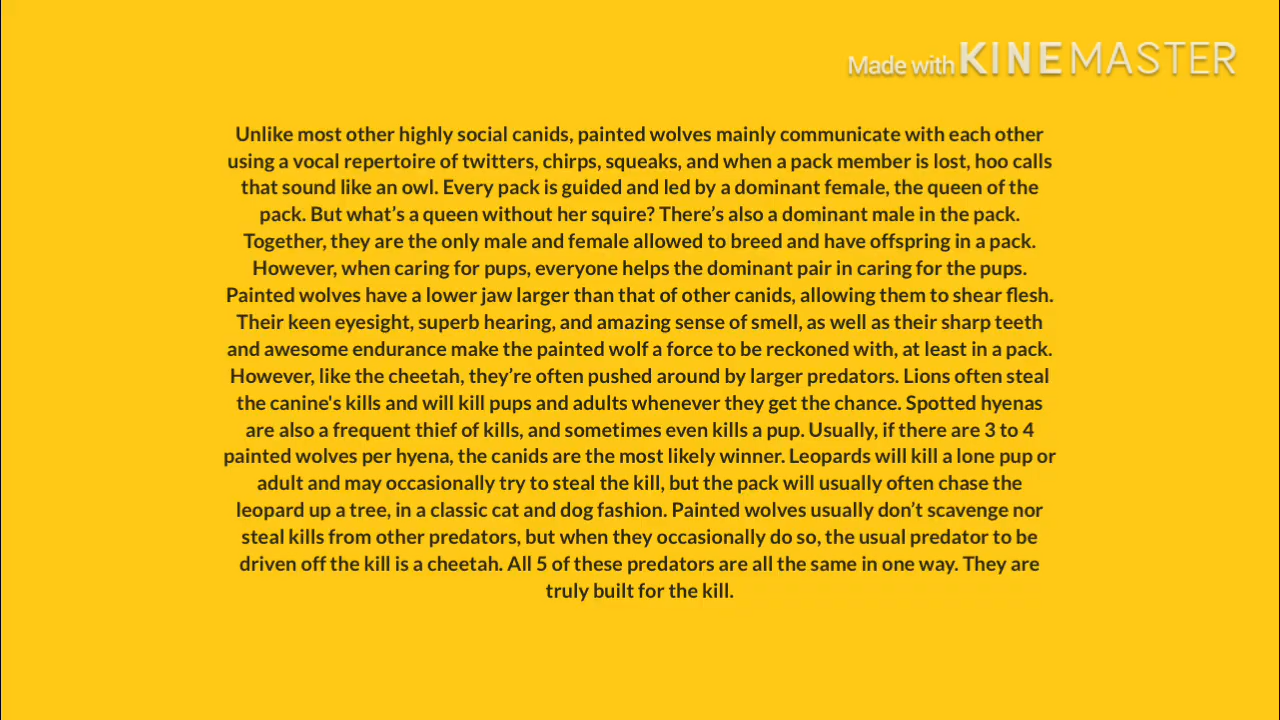 Made with KINEMASTER
Unlike most other highly social canids, painted wolves mainly communicate with each other
using a vocal repertoire of twitters, chirps, squeaks, and when a pack member is lost, hoo calls
that sound like an owl. Every pack is guided and led by a dominant female, the queen of the
pack. But what’s a queen without her squire? There’s also a dominant male in the pack.
Together, they are the only male and female allowed to breed and have offspring in a pack.
However, when caring for pups, everyone helps the dominant pair in caring for the pups.
Painted wolves have a lower jaw larger than that of other canids, allowing them to shear flesh.
Their keen eyesight, superb hearing, and amazing sense of smell, as well as their sharp teeth
and awesome endurance make the painted wolf a force to be reckoned with, at least in a pack.
However, like the cheetah, they’re often pushed around by larger predators. Lions often steal
the canine's kills and will kill pups and adults whenever they get the chance. Spotted hyenas
are also a frequent thief of kills, and sometimes even kills a pup. Usually, if there are 3 to 4
painted wolves per hyena, the canids are the most likely winner. Leopards will kill a lone pup or
adult and may occasionally try to steal the kill, but the pack will usually often chase the
leopard up a tree, in a classic cat and dog fashion. Painted wolves usually don’t scavenge nor
steal kills from other predators, but when they occasionally do so, the usual predator to be
driven off the kill is a cheetah. All 5 of these predators are all the same in one way. They are
truly built for the kill.